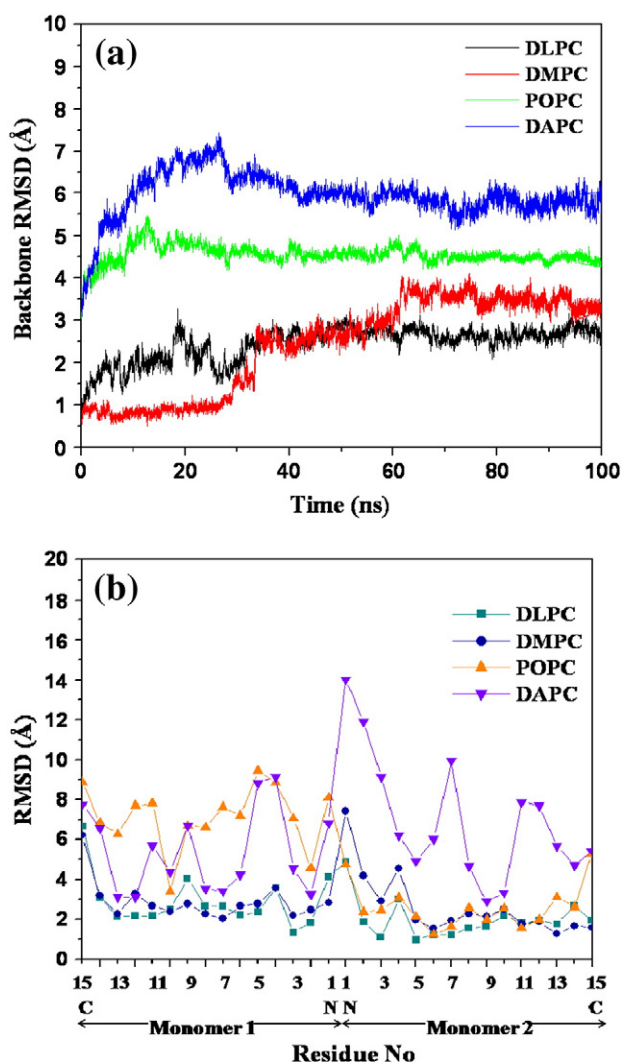 (a)
DLPC
DMPC
POPC
DAPC
Backbone RMSD (Å)
10
9
8
7
6
5
4
3
2
1
0
0 20 40 60 80 100
Time (ns)
(b)
DLPC
DMPC
POPC
DAPC
RMSD (Å)
20
18
16
14
12
10
8
6
4
2
0
15 13 11 9 7 5 3 1 1 3 5 7 9 11 13 15
C N N C
Monomer 1 Monomer 2
Residue No